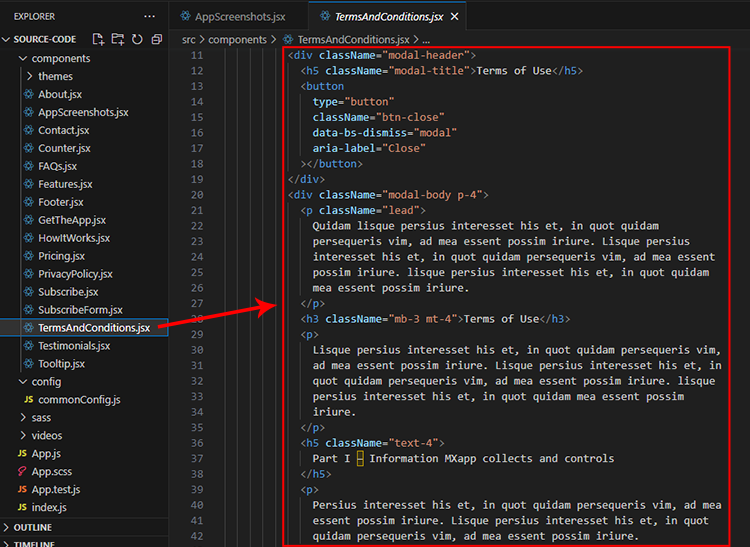 EXPLORER
SOURCE-CODE
components
themes
About.jsx
AppScreenshots.jsx
Contact.jsx
Counter.jsx
FAQs.jsx
Features.jsx
Footer.jsx
GetTheApp.jsx
HowItWorks.jsx
Pricing.jsx
PrivacyPolicy.jsx
Subscribe.jsx
SubscribeForm.jsx
TermsAndConditions.jsx
Testimonials.jsx
Tooltip.jsx
config
JS commonConfig.js
sass
videos
JS App.js
App.scss
JS App.test.js
JS index.js
OUTLINE
TIMELINE
AppScreenshots.jsx
TermsAndConditions.jsx
src > components > TermsAndConditions.jsx > ...
11 <div className="modal-header">
12 <h5 className="modal-title">Terms of Use</h5>
13 <button
14 type="button"
15 className="btn-close"
16 data-bs-dismiss="modal"
17 aria-label="Close"
18 ></button>
19 </div>
20 <div className="modal-body p-4">
21 <p className="lead">
22 Quidam lisque persius interesset his et, in quot quidam
23 persequeris vim, ad mea essent possim iriure. Lisque persius
24 interesset his et, in quot quidam persequeris vim, ad mea essent
25 possim iriure. lisque persius interesset his et, in quot quidam
26 mea essent possim iriure.
27 </p>
28 <h3 className="mb-3 mt-4">Terms of Use</h3>
29 <p>
30 Lisque persius interesset his et, in quot quidam persequeris vim,
31 ad mea essent possim iriure. Lisque persius interesset his et, in
32 quot quidam persequeris vim, ad mea essent possim iriure. lisque
33 persius interesset his et, in quot quidam mea essent possim
34 iriure.
35 </p>
36 <h5 className="text-4">
37 Part I – Information MXapp collects and controls
38 </h5>
39 <p>
40 Persius interesset his et, in quot quidam persequeris vim, ad mea
41 essent possim iriure. Lisque persius interesset his et, in quot
42 quidam persequeris vim, ad mea essent possim iriure.